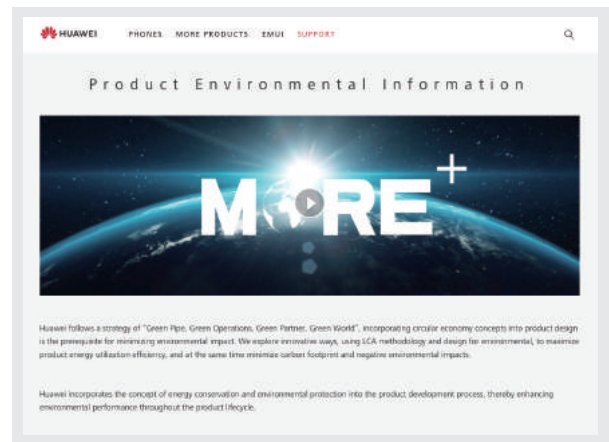 HUAWEI PHONES MORE PRODUCTS EMUI SUPPORT
Product Environmental Information
MORE+
Huawei follows a strategy of "Green Pipe, Green Operations, Green Partner, Green World", incorporating circular economy concepts into product design
is the prerequisite for minimizing environmental impact. We explore innovative ways, using LCA methodology and design for environmental, to maximize
product energy utilization efficiency, and at the same time minimize carbon footprint and negative environmental impacts.
Huawei incorporates the concept of energy conservation and environmental protection into the product development process, thereby enhancing
environmental performance throughout the product lifecycle.